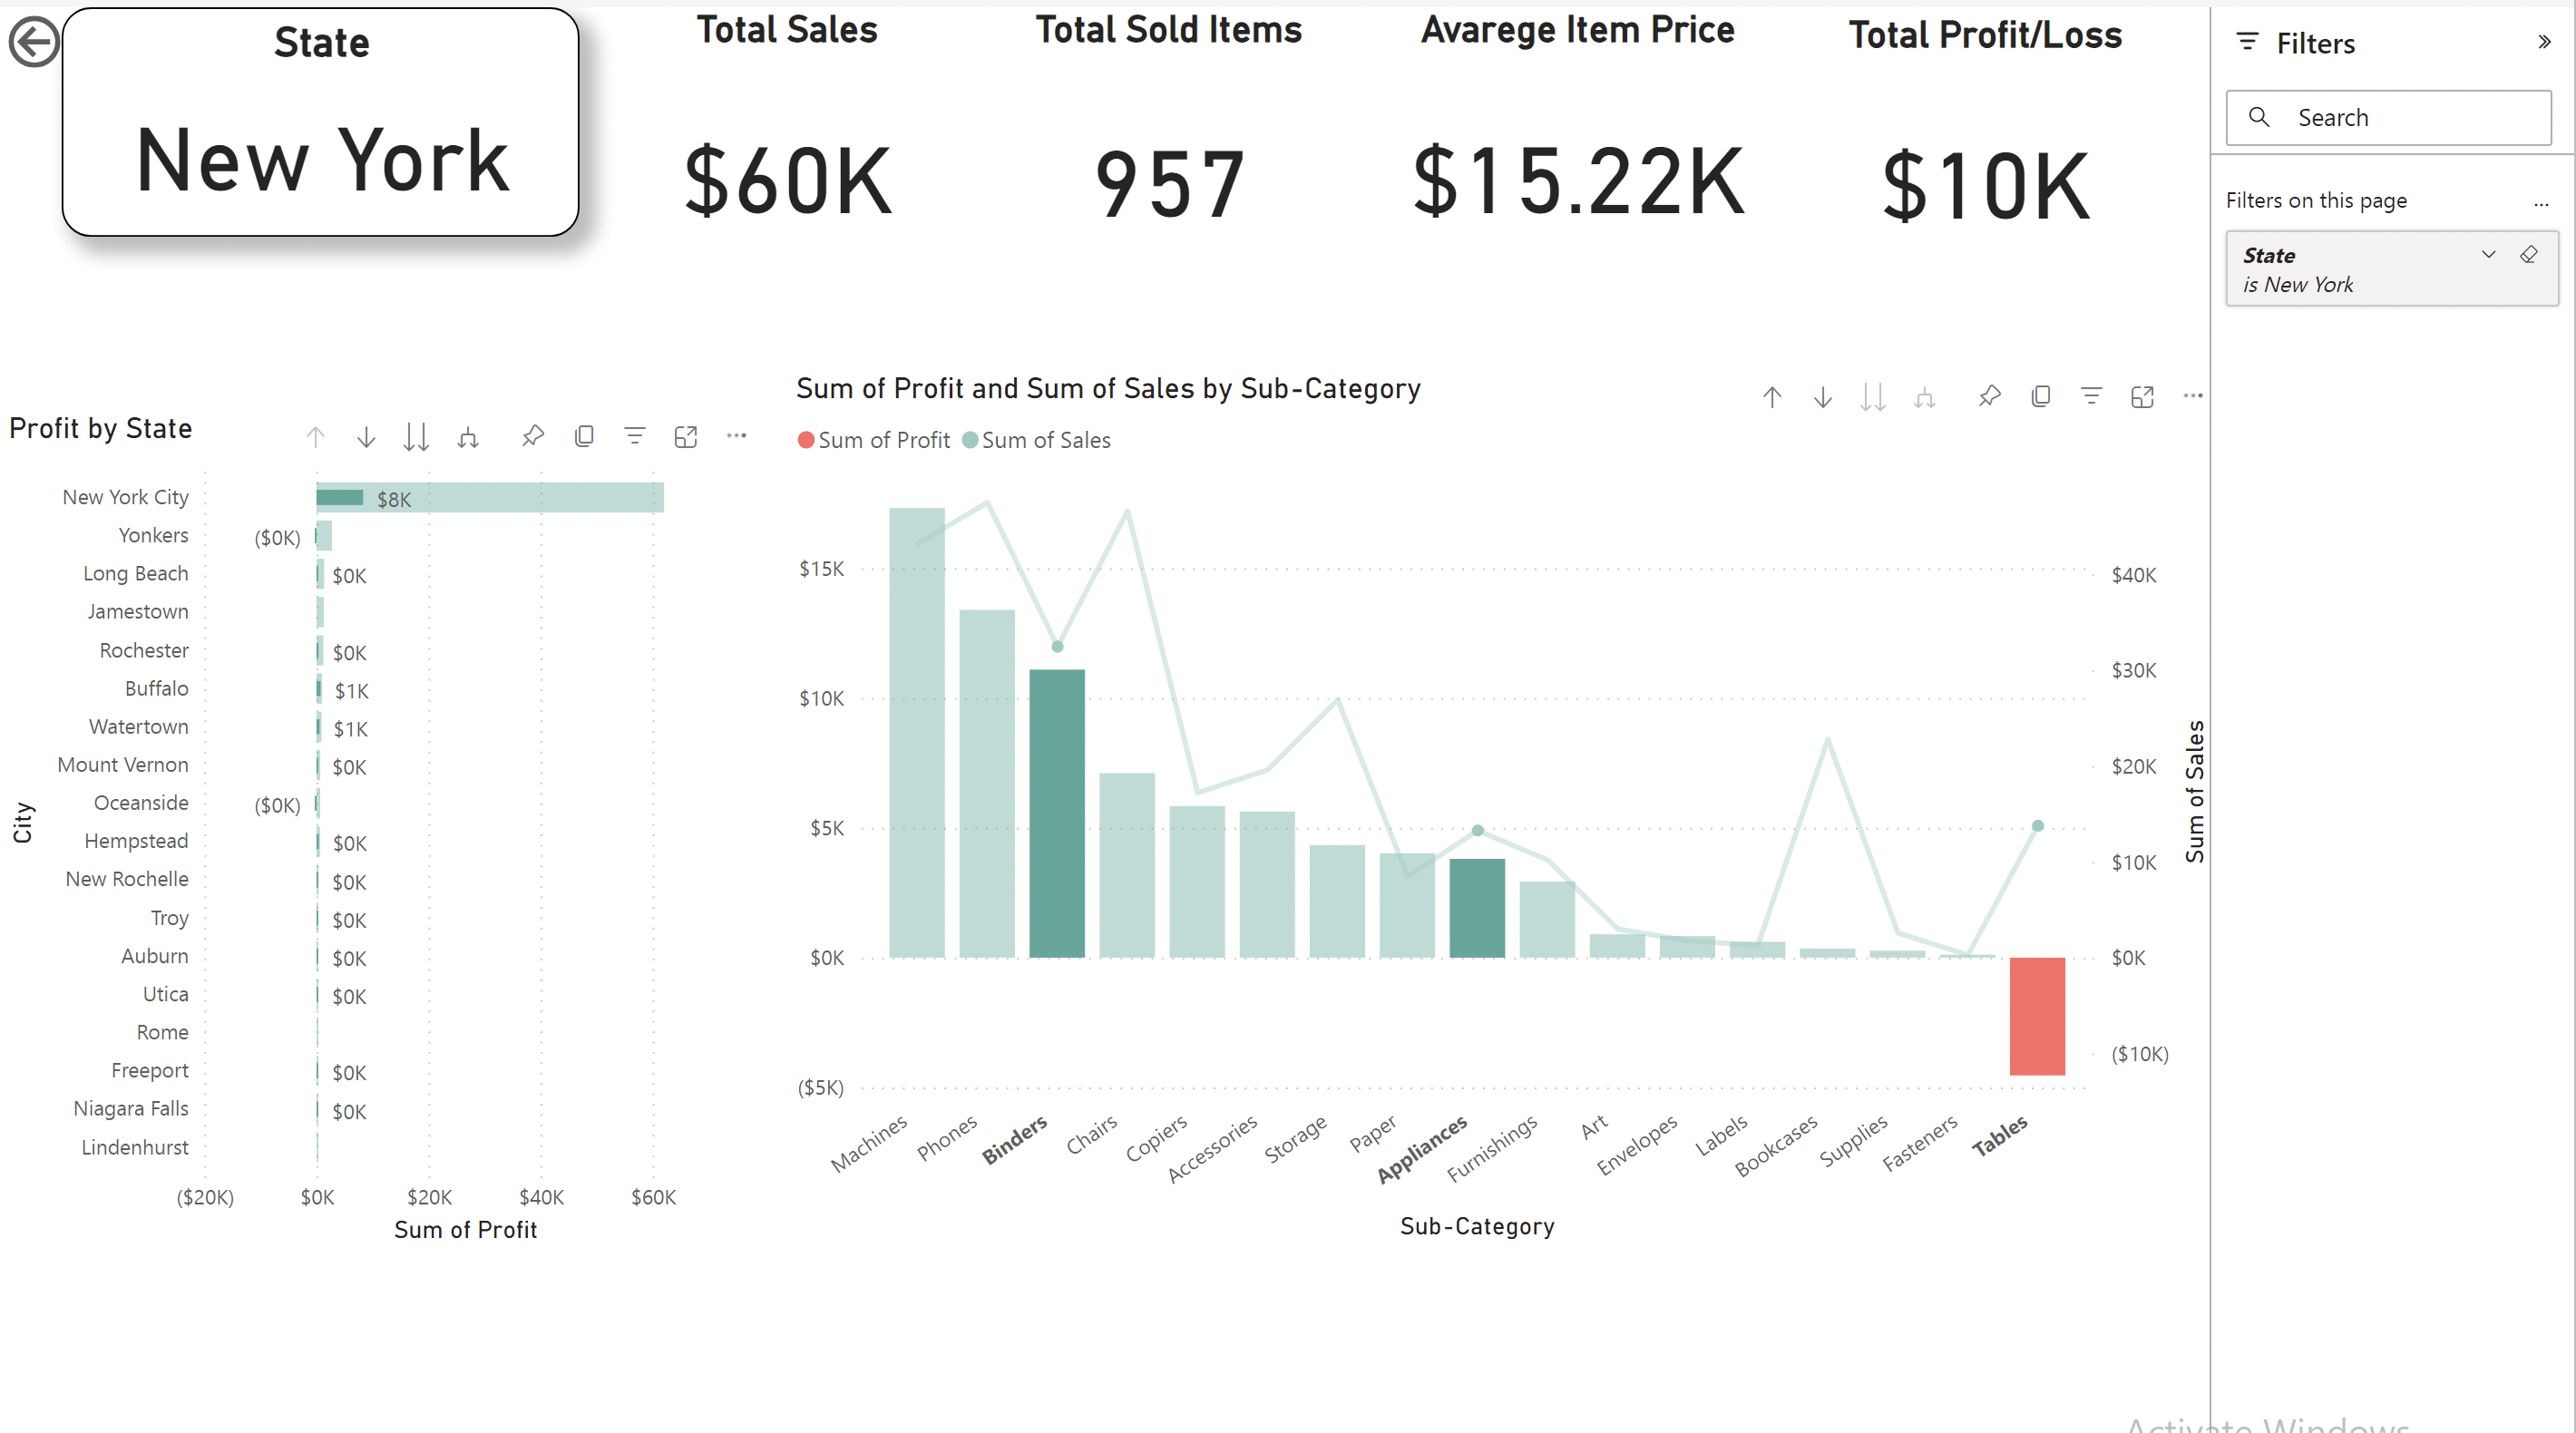 State
New York
Total Sales
$60K
Total Sold Items
957
Avarege Item Price
$15.22K
Total Profit/Loss
$10K
Filters
Search
Filters on this page
...
State
is New York
Profit by State
City
New York City
$8K
Yonkers
($0K)
Long Beach
$0K
Jamestown
Rochester
$0K
Buffalo
$1K
Watertown
$1K
Mount Vernon
$0K
Oceanside
($0K)
Hempstead
$0K
New Rochelle
$0K
Troy
$0K
Auburn
$0K
Utica
$0K
Rome
Freeport
$0K
Niagara Falls
$0K
Lindenhurst
($20K) $0K $20K $40K $60K
Sum of Profit
Sum of Profit and Sum of Sales by Sub-Category
Sum of Profit Sum of Sales
$15K
$10K
$5K
$0K
($5K)
$40K
$30K
$20K
$10K
$0K
($10K)
Sum of Sales
Machines
Phones
Binders
Chairs
Copiers
Accessories
Storage
Paper
Appliances
Furnishings
Art
Envelopes
Labels
Bookcases
Supplies
Fasteners
Tables
Sub-Category
Activate Windows